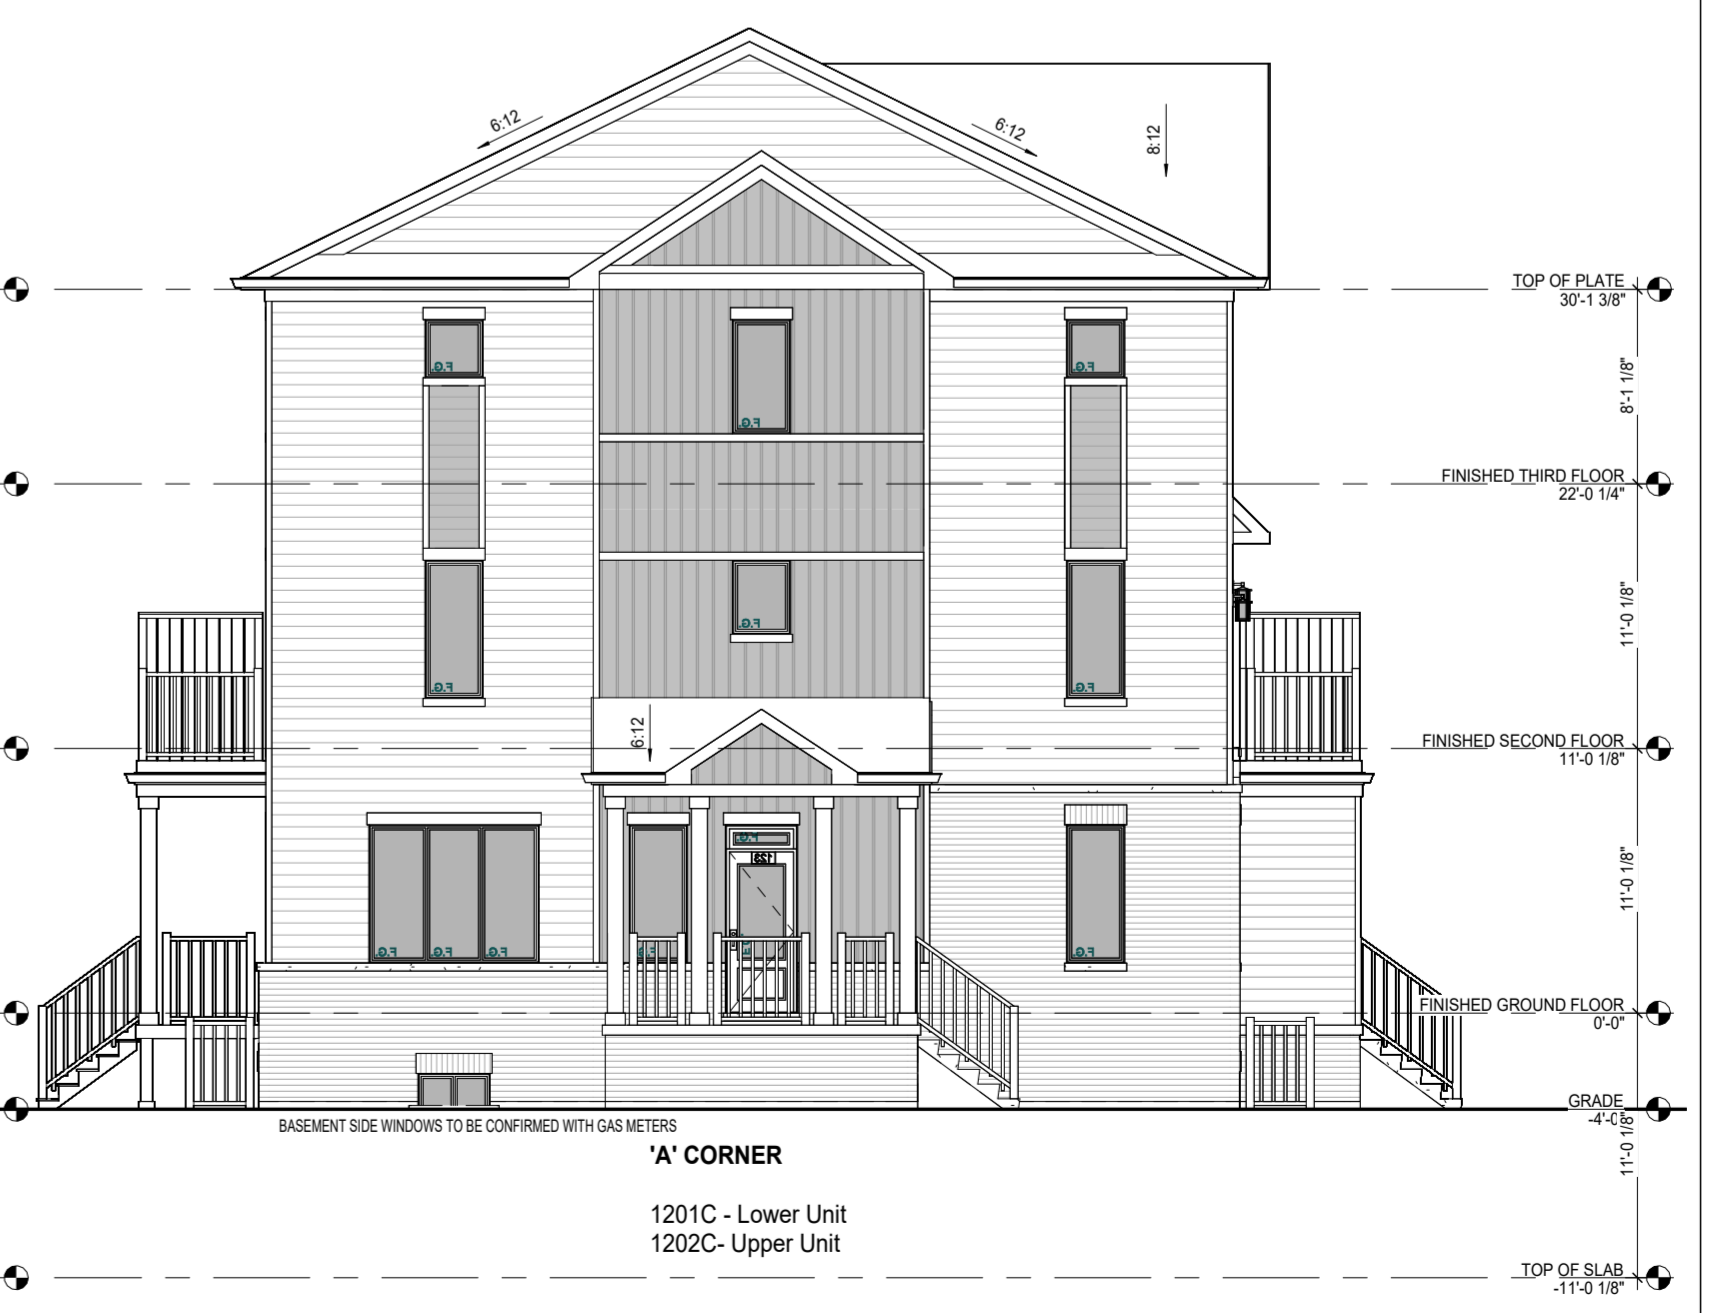 6:12
6:12
8:12
TOP OF PLATE
30'-1 3/8"
F.G.
F.G.
8'-1 1/8"
F.G.
FINISHED THIRD FLOOR
22'-0 1/4"
11'-0 1/8"
F.G.
F.G.
F.G.
6:12
FINISHED SECOND FLOOR
11'-0 1/8"
F.G.
123
11'-0 1/8"
F.G.
F.G.
F.G.
F.G.
F.G.
F.G.
FINISHED GROUND FLOOR
0'-0"
GRADE
-4'-0
11'-0 1/8"
BASEMENT SIDE WINDOWS TO BE CONFIRMED WITH GAS METERS
'A' CORNER
1201C - Lower Unit
1202C- Upper Unit
TOP OF SLAB
-11'-0 1/8"